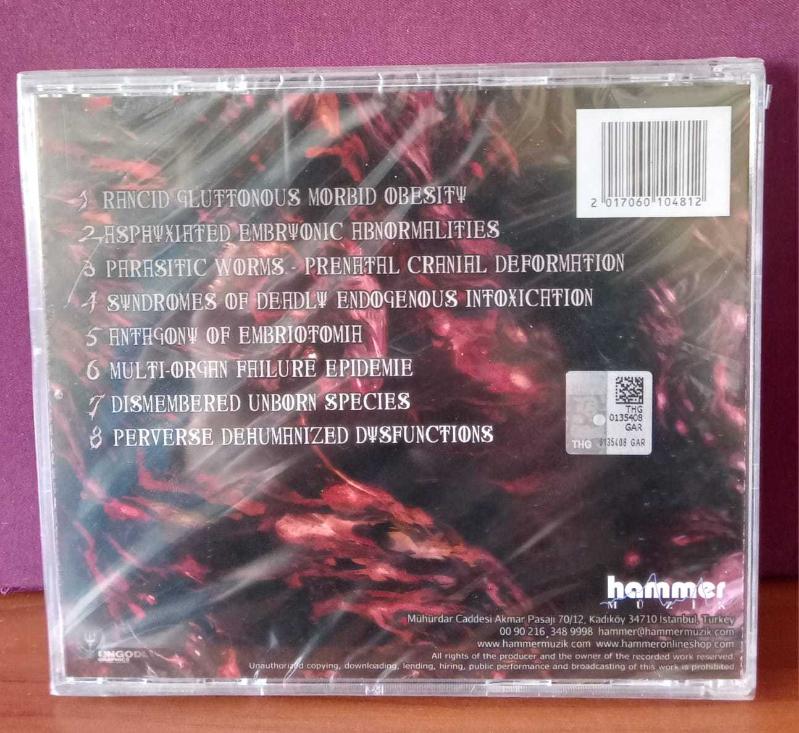 1 RANCID GLUTTONOUS MORBID OBESITY
2 ASPHYXIATED EMBRYONIC ABNORMALITIES
3 PARASITIC WORMS - PRENATAL CRANIAL DEFORMATION
4 SYNDROMES OF DEADLY ENDOGENOUS INTOXICATION
5 ANTAGONY OF EMBRIOTOMIA
6 MULTI-ORGAN FAILURE EPIDEMIE
7 DISMEMBERED UNBORN SPECIES
8 PERVERSE DEHUMANIZED DYSFUNCTIONS
2 017060 104812
THG
0135408
GAR
THG 0135408 GAR
hammer
MÜZIK
Mühürdar Caddesi Akmar Pasajı 70/12, Kadıköy 34710 Istanbul, Turkey
00 90 216 348 9998 hammer@hammermuzik.com
www.hammermuzik.com www.hammeronlineshop.com
All rights of the producer and the owner of the recorded work reserved.
Unauthorized copying, downloading, lending, hiring, public performance and broadcasting of this work is prohibited.
GRAPHICS